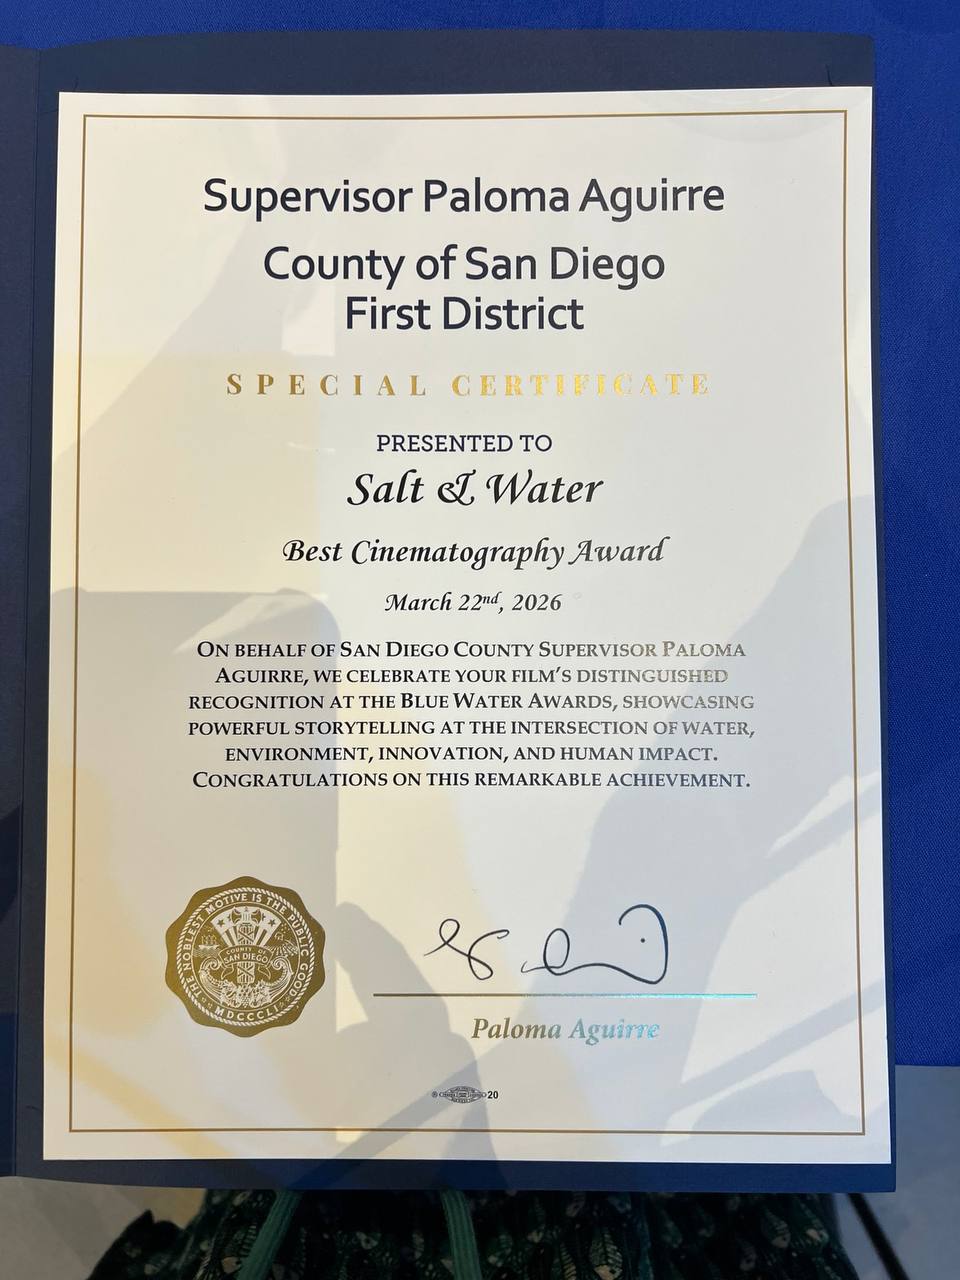 Supervisor Paloma Aguirre
County of San Diego
First District
SPECIAL CERTIFICATE
PRESENTED TO
Salt & Water
Best Cinematography Award
March 22nd, 2026
ON BEHALF OF SAN DIEGO COUNTY SUPERVISOR PALOMA
AGUIRRE, WE CELEBRATE YOUR FILM'S DISTINGUISHED
RECOGNITION AT THE BLUE WATER AWARDS, SHOWCASING
POWERFUL STORYTELLING AT THE INTERSECTION OF WATER,
ENVIRONMENT, INNOVATION, AND HUMAN IMPACT.
CONGRATULATIONS ON THIS REMARKABLE ACHIEVEMENT.
THE NOBLEST MOTIVE IS THE PUBLIC GOOD
COUNTY OF
SAN DIEGO
MDCCCLI
Paloma Aguirre
20